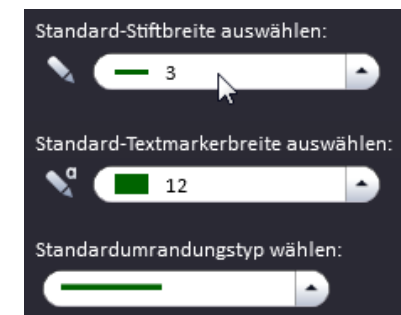 Standard-Stiftbreite auswählen:
3
Standard-Textmarkerbreite auswählen:
a
12
Standardumrandungstyp wählen: